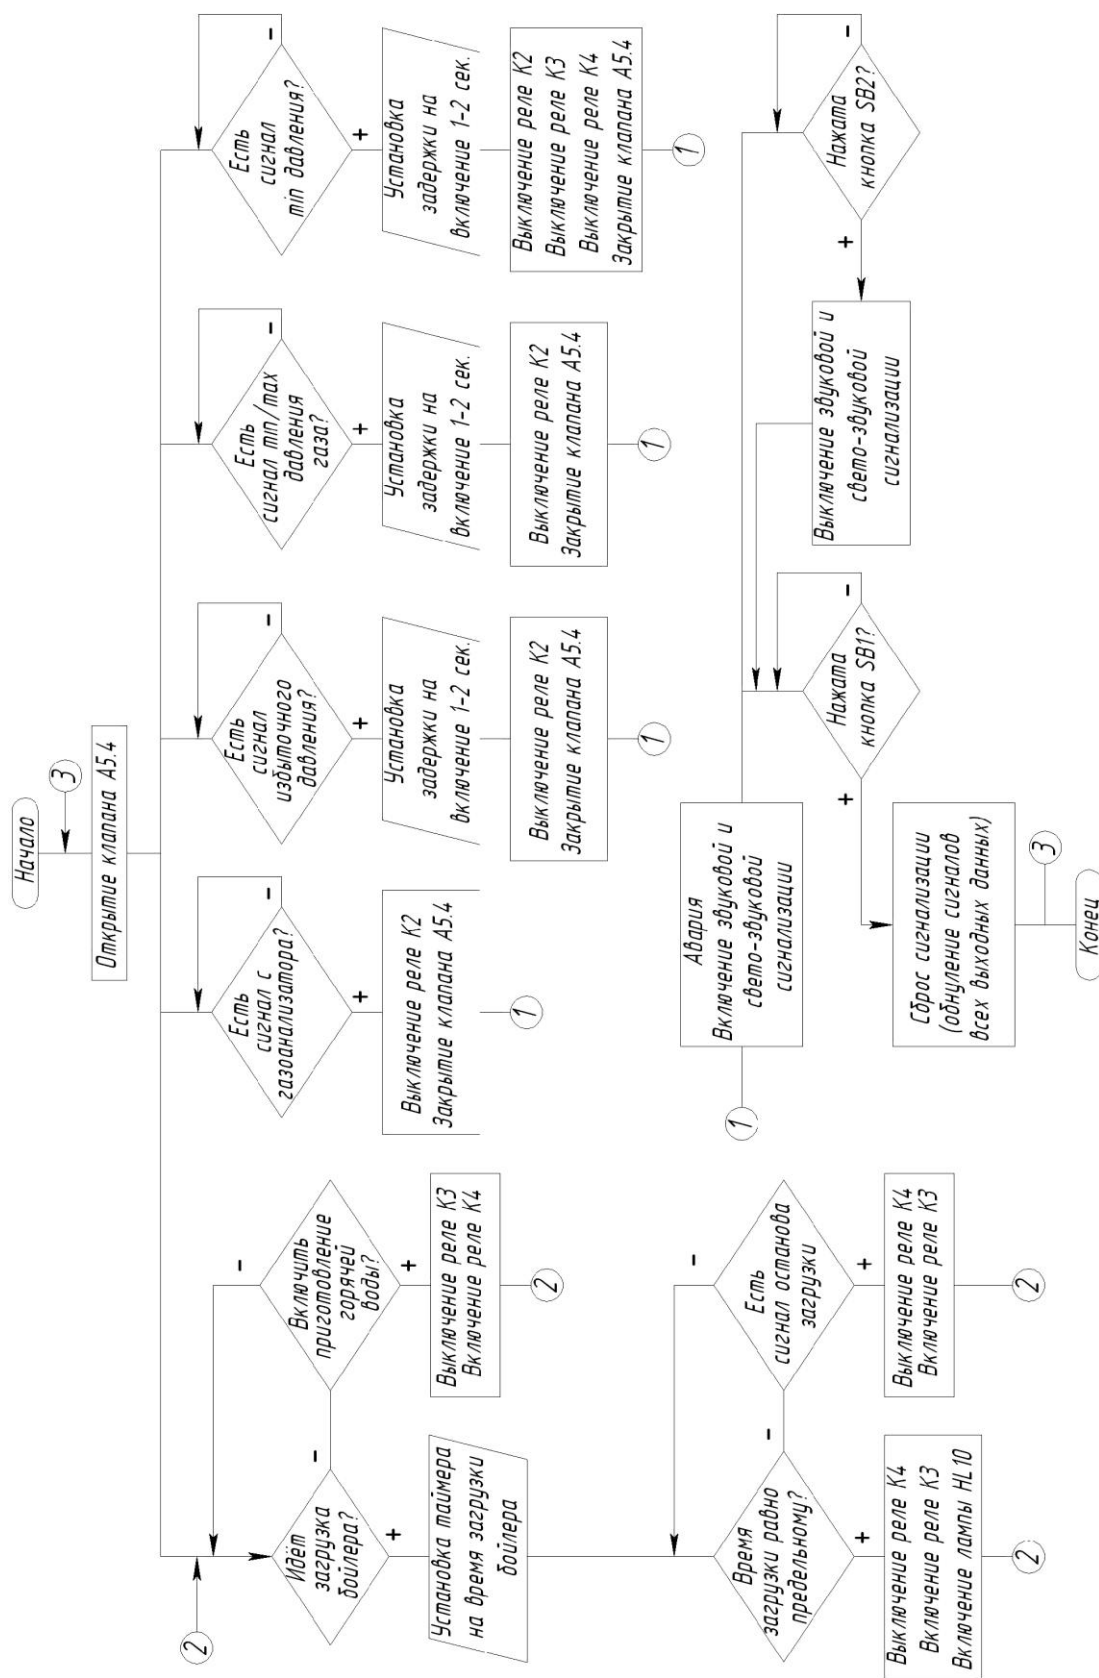 Начало
3
Открытие клапана А5.4
2
Идёт
загрузка
бойлера?
−
+
Включить
приготовление
горячей
воды?
−
+
Выключение реле К3
Включение реле К4
2
Установка таймера
на время загрузки
бойлера
Время
загрузки равно
предельному?
−
+
Выключение реле К4
Включение реле К3
Включение лампы HL10
2
Есть
сигнал останова
загрузки
−
+
Выключение реле К4
Включение реле К3
2
Есть
сигнал с
газоанализатора?
−
+
Выключение реле К2
Закрытие клапана А5.4
1
Есть
сигнал
избыточного
давления?
−
+
Установка
задержки на
включение 1-2 сек.
Выключение реле К2
Закрытие клапана А5.4
1
Есть
сигнал min/max
давления
газа?
−
+
Установка
задержки на
включение 1-2 сек.
Выключение реле К2
Закрытие клапана А5.4
1
Есть
сигнал
min давления?
−
+
Установка
задержки на
включение 1-2 сек.
Выключение реле К2
Выключение реле К3
Выключение реле К4
Закрытие клапана А5.4
1
1
Авария
Включение звуковой и
свето-звуковой
сигнализации
Нажата
кнопка SB1?
−
+
Сброс сигнализации
(обнуление сигналов
всех выходных данных)
3
Конец
Нажата
кнопка SB2?
−
+
Выключение звуковой и
свето-звуковой
сигнализации